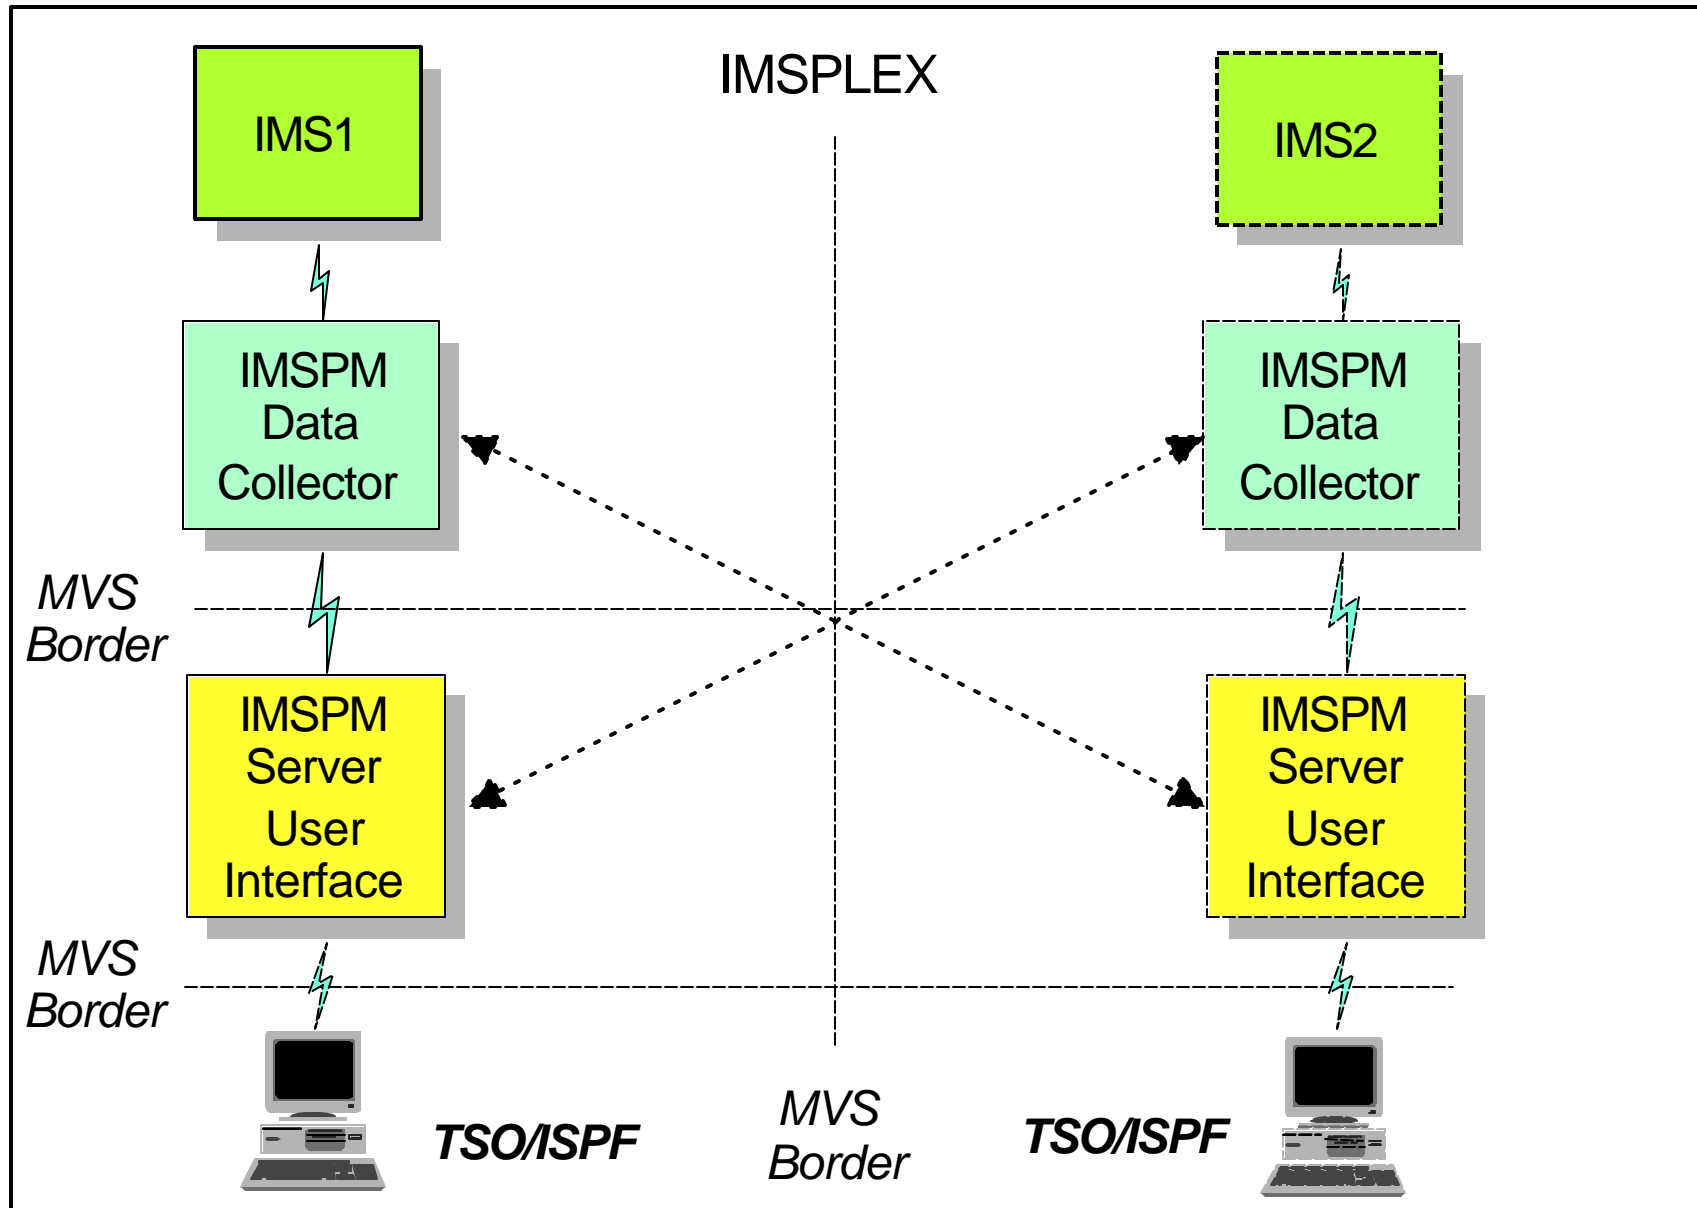 IMSPLEX
IMS1
IMS2
IMSPM
Data
Collector
IMSPM
Data
Collector
MVS
Border
IMSPM
Server
User
Interface
IMSPM
Server
User
Interface
MVS
Border
TSO/ISPF
MVS
Border
TSO/ISPF